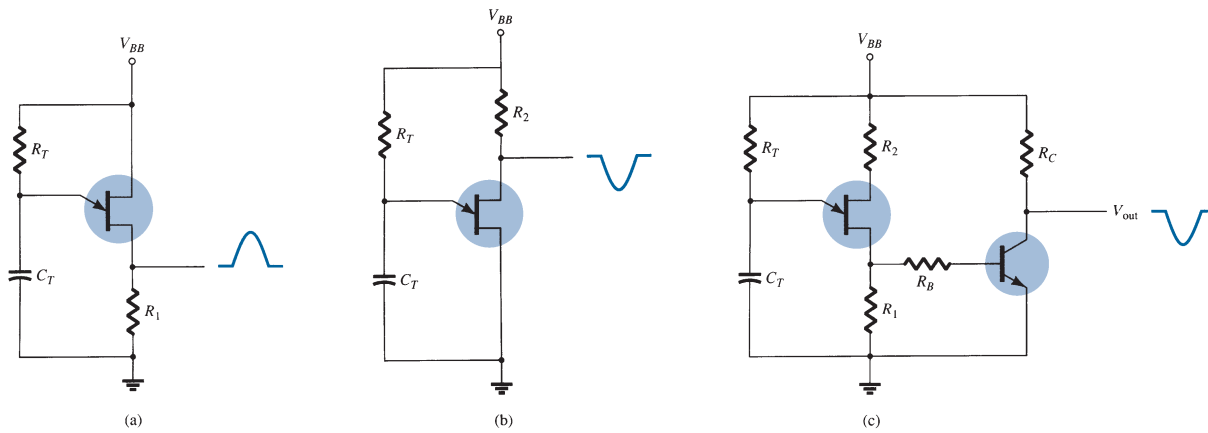 V_BB
R_T
C_T
R_1
(a)
V_BB
R_2
R_T
C_T
(b)
V_BB
R_T
R_2
R_C
V_out
C_T
R_B
R_1
(c)